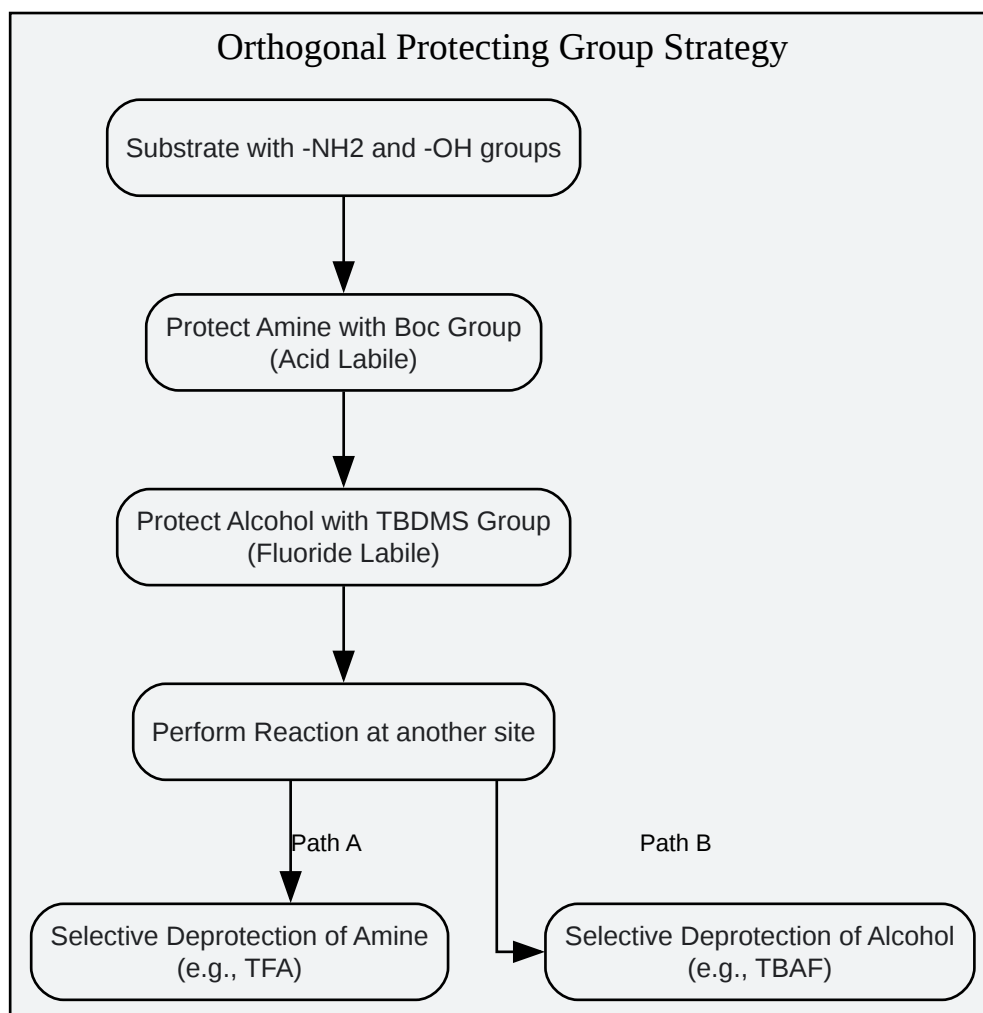 Orthogonal Protecting Group Strategy
Substrate with -NH2 and -OH groups
Protect Amine with Boc Group
(Acid Labile)
Protect Alcohol with TBDMS Group
(Fluoride Labile)
Perform Reaction at another site
Path A
Path B
Selective Deprotection of Amine
(e.g., TFA)
Selective Deprotection of Alcohol
(e.g., TBAF)